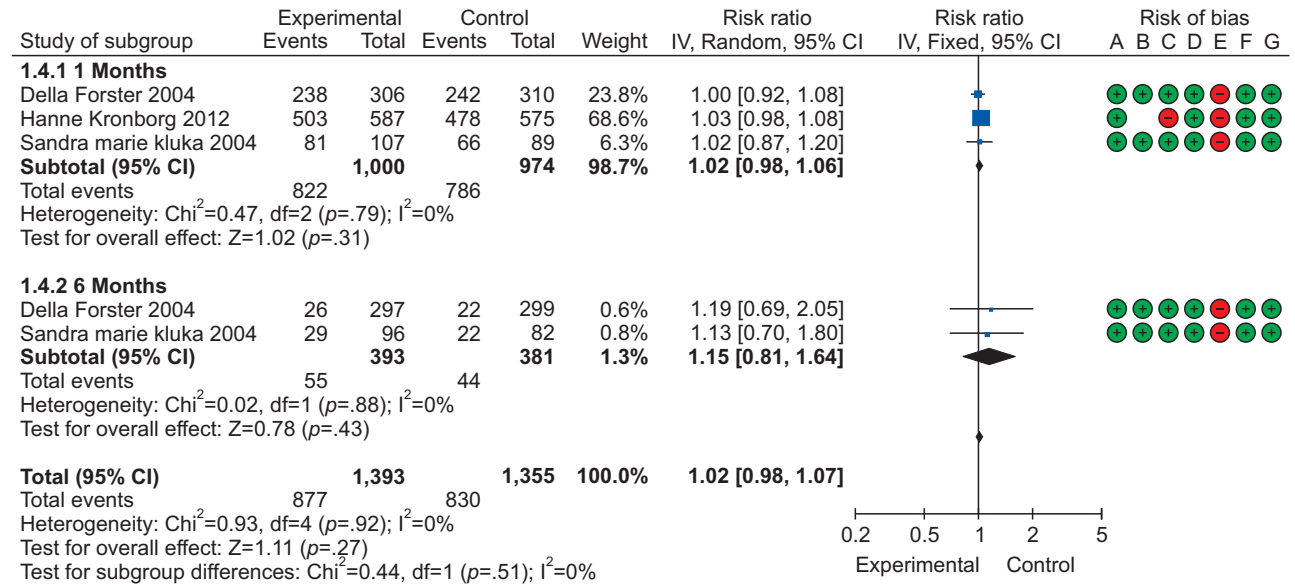 Experimental Control Risk ratio Risk ratio Risk of bias
Study of subgroup Events Total Events Total Weight IV, Random, 95% CI IV, Fixed, 95% CI A B C D E F G
1.4.1 1 Months
Della Forster 2004 238 306 242 310 23.8% 1.00 [0.92, 1.08] + + + + − + +
Hanne Kronborg 2012 503 587 478 575 68.6% 1.03 [0.98, 1.08] + − + − + +
Sandra marie kluka 2004 81 107 66 89 6.3% 1.02 [0.87, 1.20] + + + + − + +
Subtotal (95% CI) 1,000 974 98.7% 1.02 [0.98, 1.06]
Total events 822 786
Heterogeneity: Chi²=0.47, df=2 (p=.79); I²=0%
Test for overall effect: Z=1.02 (p=.31)
1.4.2 6 Months
Della Forster 2004 26 297 22 299 0.6% 1.19 [0.69, 2.05] + + + + − + +
Sandra marie kluka 2004 29 96 22 82 0.8% 1.13 [0.70, 1.80] + + + + − + +
Subtotal (95% CI) 393 381 1.3% 1.15 [0.81, 1.64]
Total events 55 44
Heterogeneity: Chi²=0.02, df=1 (p=.88); I²=0%
Test for overall effect: Z=0.78 (p=.43)
Total (95% CI) 1,393 1,355 100.0% 1.02 [0.98, 1.07]
Total events 877 830
Heterogeneity: Chi²=0.93, df=4 (p=.92); I²=0%
Test for overall effect: Z=1.11 (p=.27)
Test for subgroup differences: Chi²=0.44, df=1 (p=.51); I²=0%
0.2 0.5 1 2 5
Experimental Control